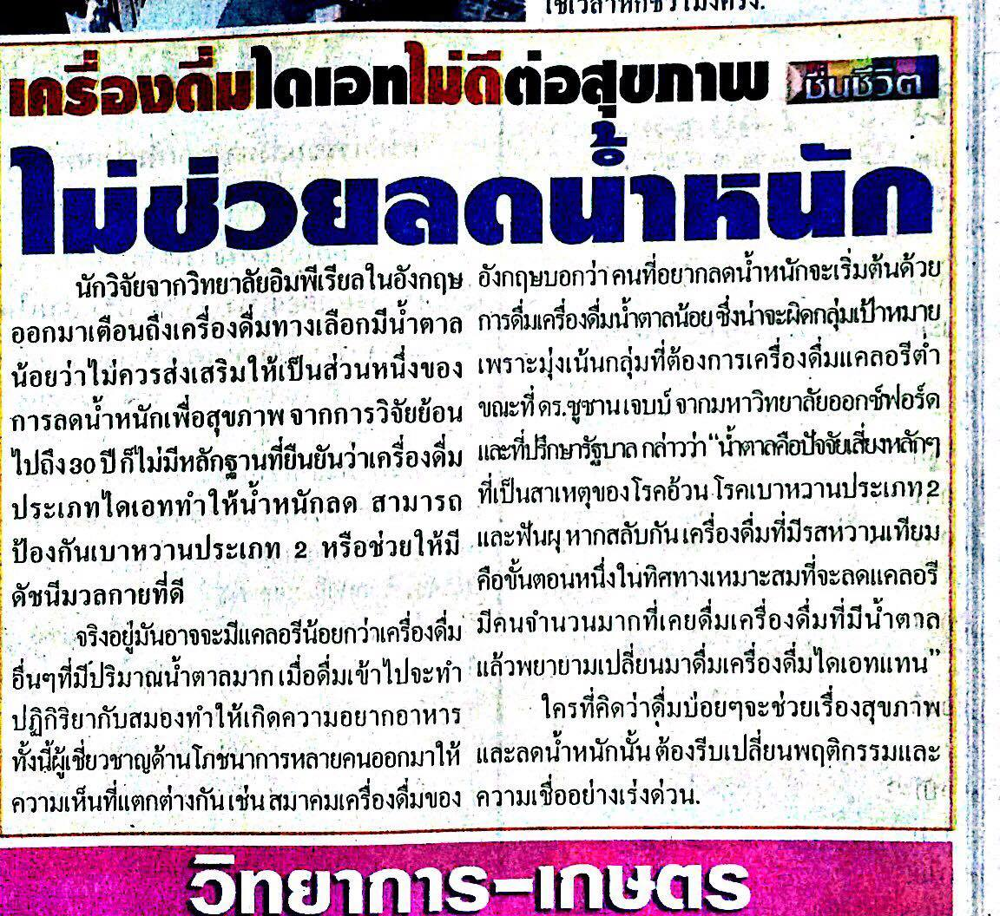 ใช้เวลาหกชั่วโมงครึ่ง.
เครื่องดื่มไดเอทไม่ดีต่อสุขภาพ
ชื่นชีวิต
ไม่ช่วยลดน้ำหนัก
นักวิจัยจากวิทยาลัยอิมพีเรียลในอังกฤษ
ออกมาเตือนถึงเครื่องดื่มทางเลือกมีน้ำตาล
น้อยว่าไม่ควรส่งเสริมให้เป็นส่วนหนึ่งของ
การลดน้ำหนักเพื่อสุขภาพ จากการวิจัยย้อน
ไปถึง 30 ปี ก็ไม่มีหลักฐานที่ยืนยันว่าเครื่องดื่ม
ประเภทไดเอททำให้น้ำหนักลด สามารถ
ป้องกันเบาหวานประเภท 2 หรือช่วยให้มี
ดัชนีมวลกายที่ดี
จริงอยู่มันอาจจะมีแคลอรีน้อยกว่าเครื่องดื่ม
อื่นๆที่มีปริมาณน้ำตาลมาก เมื่อดื่มเข้าไปจะทำ
ปฏิกิริยากับสมองทำให้เกิดความอยากอาหาร
ทั้งนี้ผู้เชี่ยวชาญด้านโภชนาการหลายคนออกมาให้
ความเห็นที่แตกต่างกัน เช่น สมาคมเครื่องดื่มของ
อังกฤษบอกว่า คนที่อยากลดน้ำหนักจะเริ่มต้นด้วย
การดื่มเครื่องดื่มน้ำตาลน้อย ซึ่งน่าจะผิดกลุ่มเป้าหมาย
เพราะมุ่งเน้นกลุ่มที่ต้องการเครื่องดื่มแคลอรีต่ำ
ขณะที่ ดร.ซูซาน เจบบ์ จากมหาวิทยาลัยออกซ์ฟอร์ด
และที่ปรึกษารัฐบาล กล่าวว่า “น้ำตาลคือปัจจัยเสี่ยงหลักๆ
ที่เป็นสาเหตุของโรคอ้วน โรคเบาหวานประเภท 2
และฟันผุ หากสลับกัน เครื่องดื่มที่มีรสหวานเทียม
คือขั้นตอนหนึ่งในทิศทางเหมาะสมที่จะลดแคลอรี
มีคนจำนวนมากที่เคยดื่มเครื่องดื่มที่มีน้ำตาล
แล้วพยายามเปลี่ยนมาดื่มเครื่องดื่มไดเอทแทน”
ใครที่คิดว่าดื่มบ่อยๆจะช่วยเรื่องสุขภาพ
และลดน้ำหนักนั้น ต้องรีบเปลี่ยนพฤติกรรมและ
ความเชื่ออย่างเร่งด่วน.
วิทยาการ-เกษตร